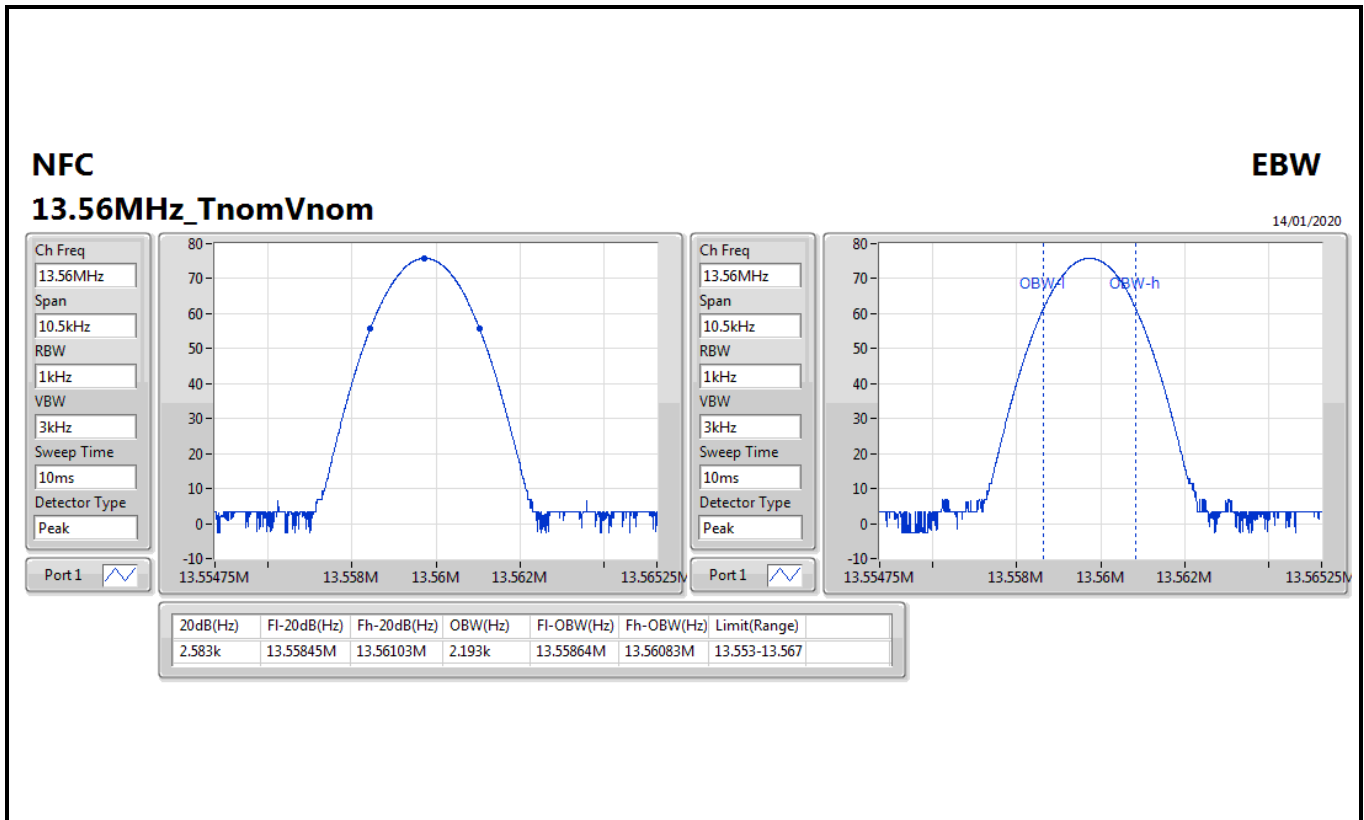 NFC
EBW
13.56MHz_TnomVnom
14/01/2020
Ch Freq
13.56MHz
Span
10.5kHz
RBW
1kHz
VBW
3kHz
Sweep Time
10ms
Detector Type
Peak
Port 1
80
70
60
50
40
30
20
10
0
-10
13.55475M 13.558M 13.56M 13.562M 13.56525M
Ch Freq
13.56MHz
Span
10.5kHz
RBW
1kHz
VBW
3kHz
Sweep Time
10ms
Detector Type
Peak
Port 1
80
70
60
50
40
30
20
10
0
-10
OBW-l OBW-h
13.55475M 13.558M 13.56M 13.562M 13.56525M
20dB(Hz) Fl-20dB(Hz) Fh-20dB(Hz) OBW(Hz) Fl-OBW(Hz) Fh-OBW(Hz) Limit(Range)
2.583k 13.55845M 13.56103M 2.193k 13.55864M 13.56083M 13.553-13.567